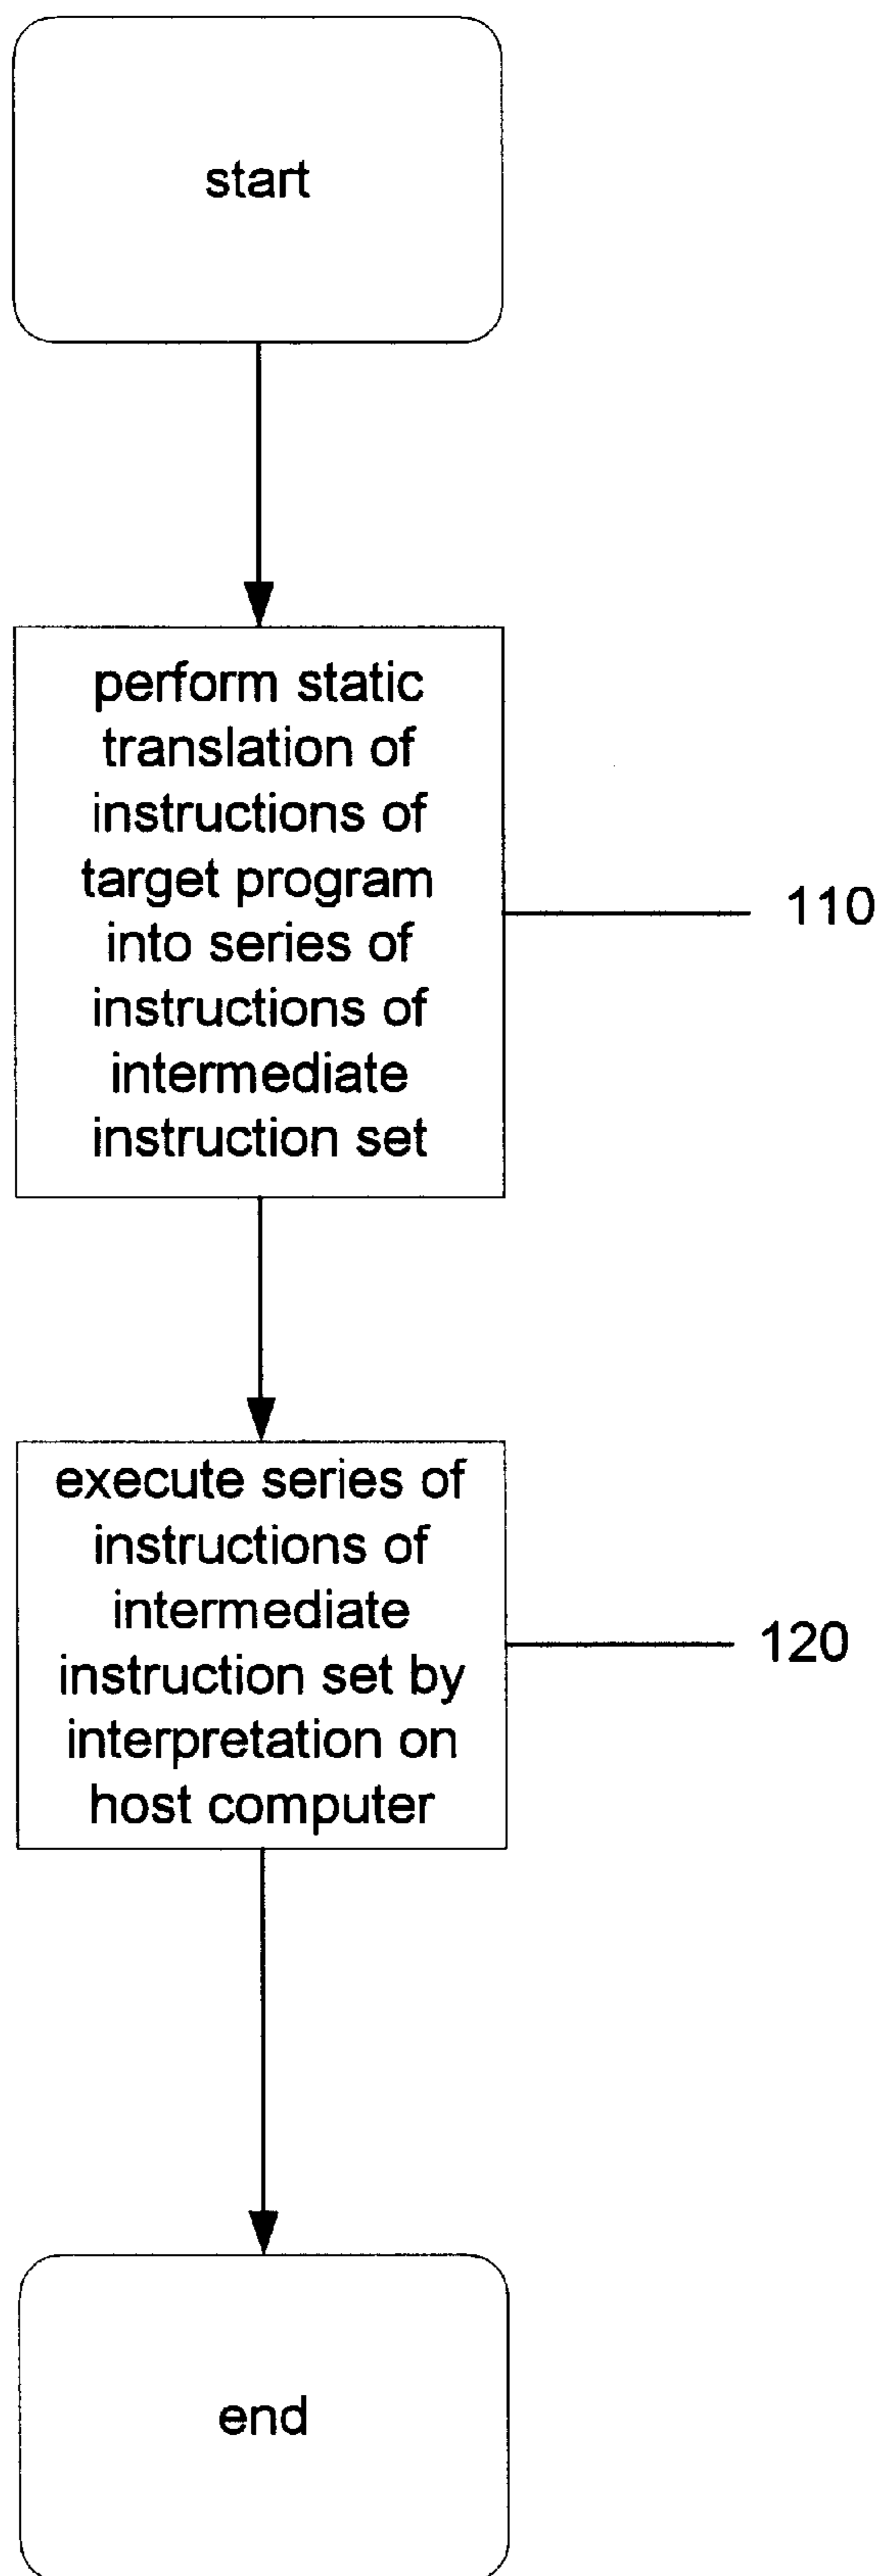 start
perform static
translation of
instructions of
target program
into series of
instructions of
intermediate
instruction set
110
execute series of
instructions of
intermediate
instruction set by
interpretation on
host computer
120
end